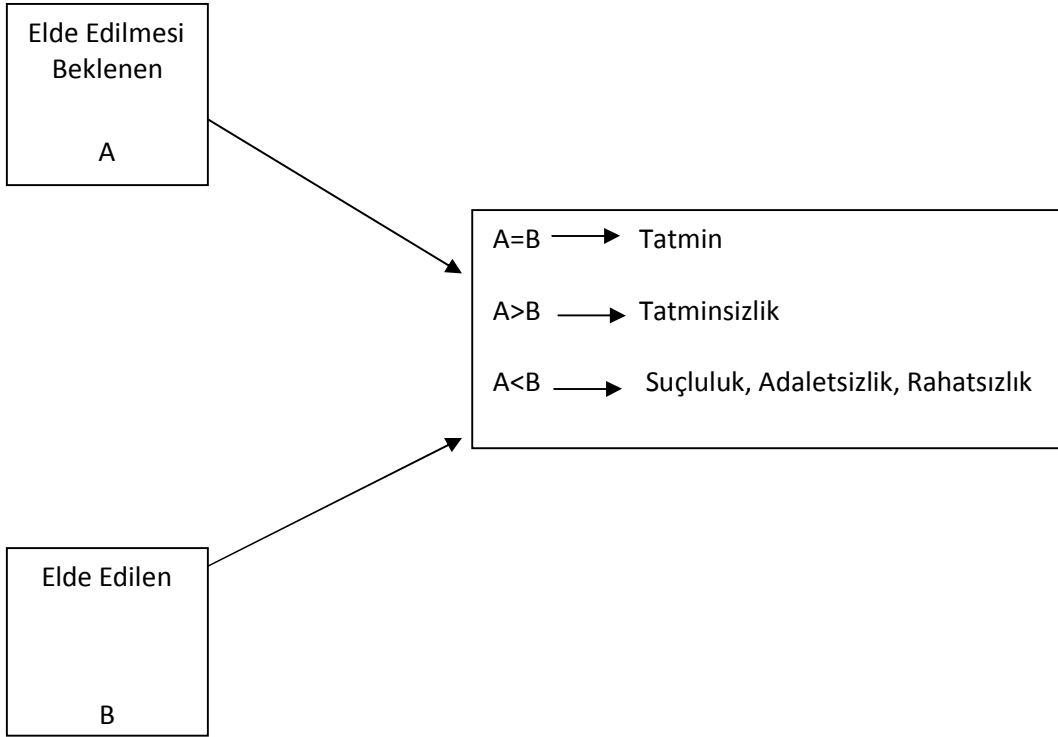 Elde Edilmesi
Beklenen
A
A=B Tatmin
A>B Tatminsizlik
A<B Suçluluk, Adaletsizlik, Rahatsızlık
Elde Edilen
B